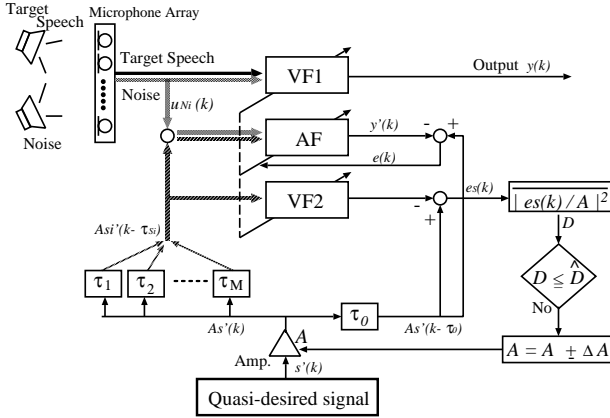 Target
Speech
Microphone Array
Target Speech
Noise
uNi(k)
VF1
Output y(k)
Noise
AF
y'(k)
-
+
e(k)
VF2
-
+
es(k)
| es(k)/A |²
D
Asi'(k- τSi)
D ≦ D̂
No
τ1
τ2
τM
τ0
As'(k)
As'(k- τ0)
A
Amp.
s'(k)
A = A ± ΔA
Quasi-desired signal